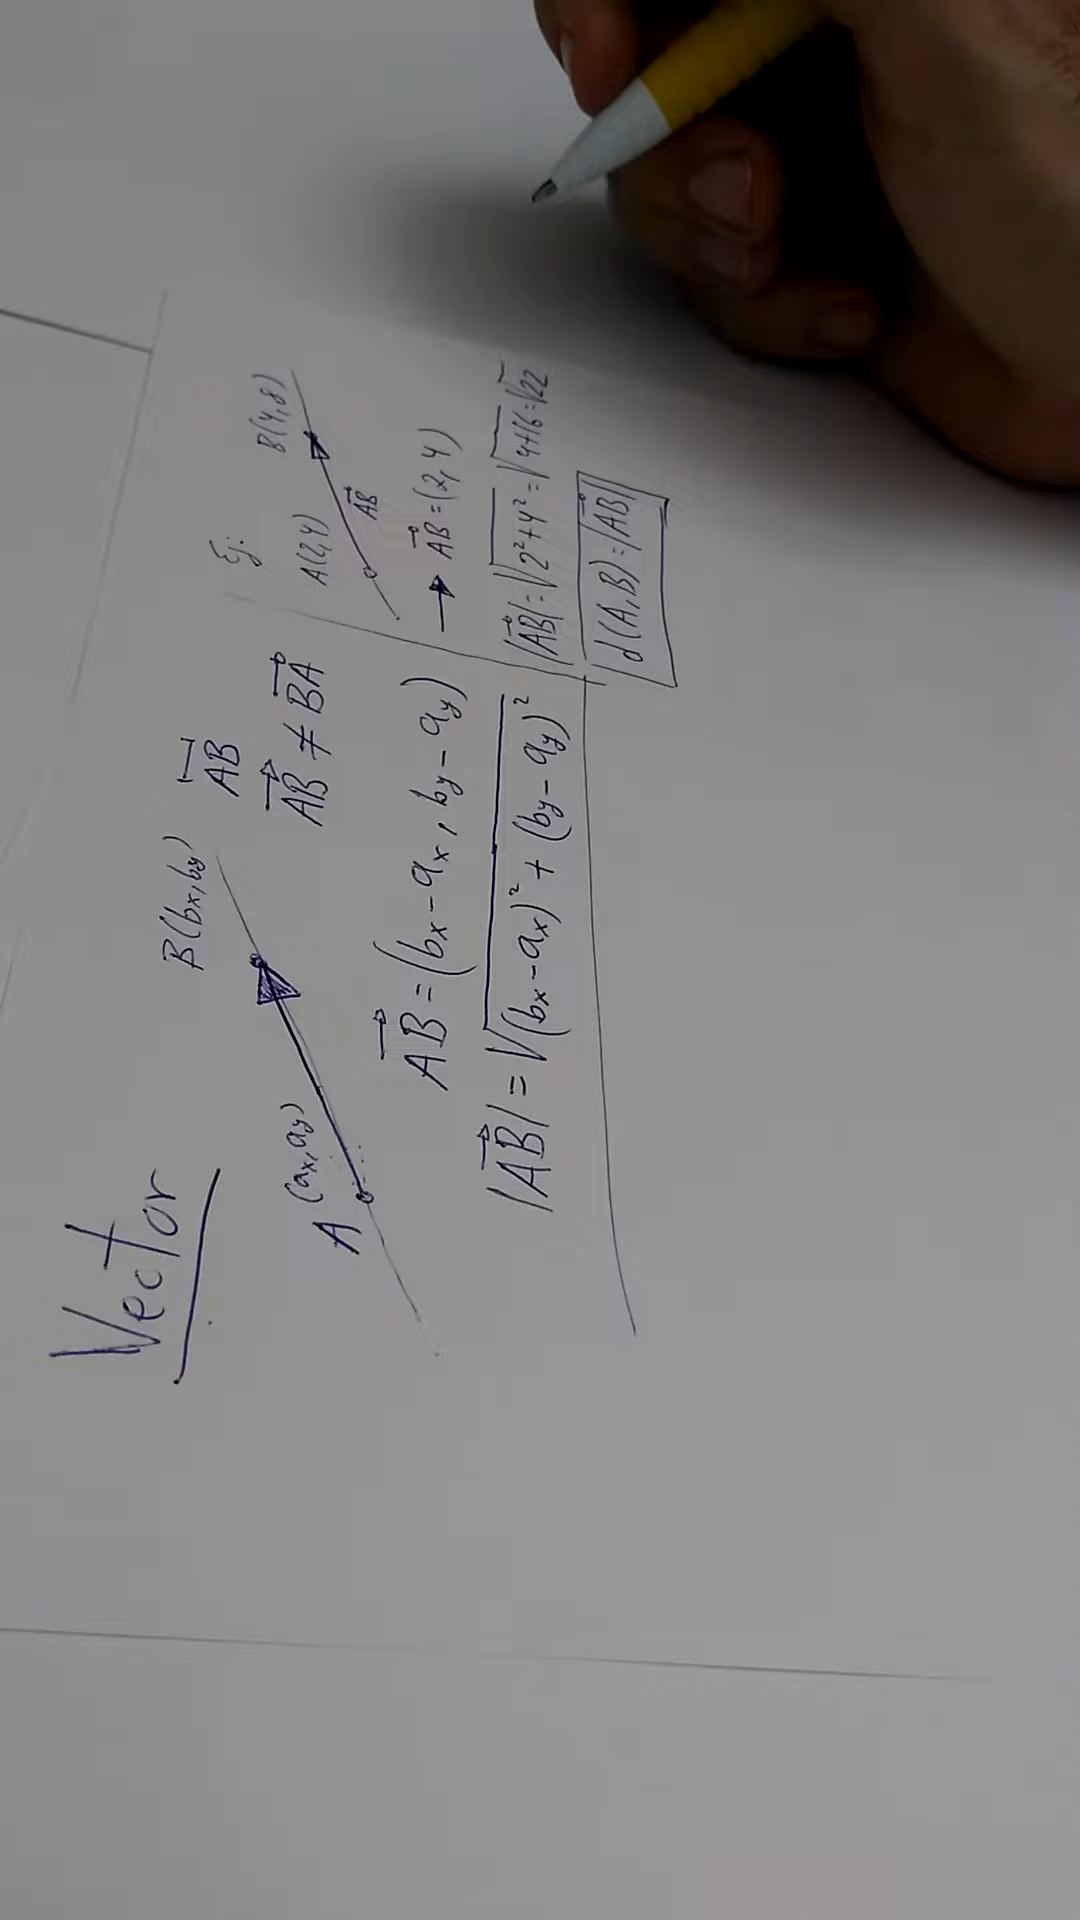 Vector
A (ax, ay)
B(bx, by)
AB
AB ≠ BA
AB = (bx - ax, by - ay)
|AB| = √(bx - ax)² + (by - ay)²
Ej:
A(2,4)
B(4,8)
AB
→ AB = (2, 4)
|AB| = √2²+4² = √4+16 = √22
d(A,B) = |AB|